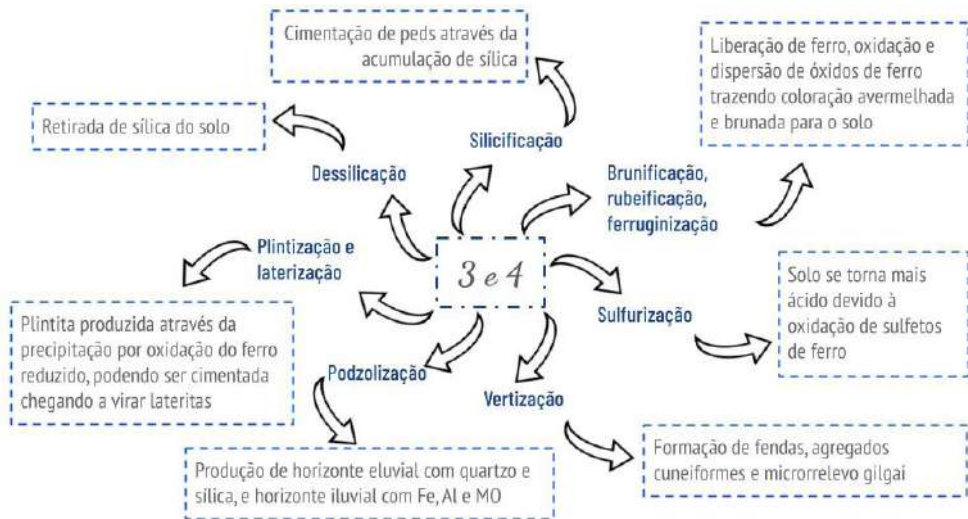 Cimentação de peds através da
acumulação de sílica
Liberação de ferro, oxidação e
dispersão de óxidos de ferro
trazendo coloração avermelhada
e brunada para o solo
Retirada de sílica do solo
Silicificação
Dessilicação
Brunificação,
rubeificação,
ferruginização
Plintização e
laterização
3 e 4
Sulfurização
Solo se torna mais
ácido devido à
oxidação de sulfetos
de ferro
Plintita produzida através da
precipitação por oxidação do ferro
reduzido, podendo ser cimentada
chegando a virar lateritas
Podzolização
Vertização
Produção de horizonte eluvial com quartzo e
sílica, e horizonte iluvial com Fe, Al e MO
Formação de fendas, agregados
cuneiformes e microrrelevo gilgai